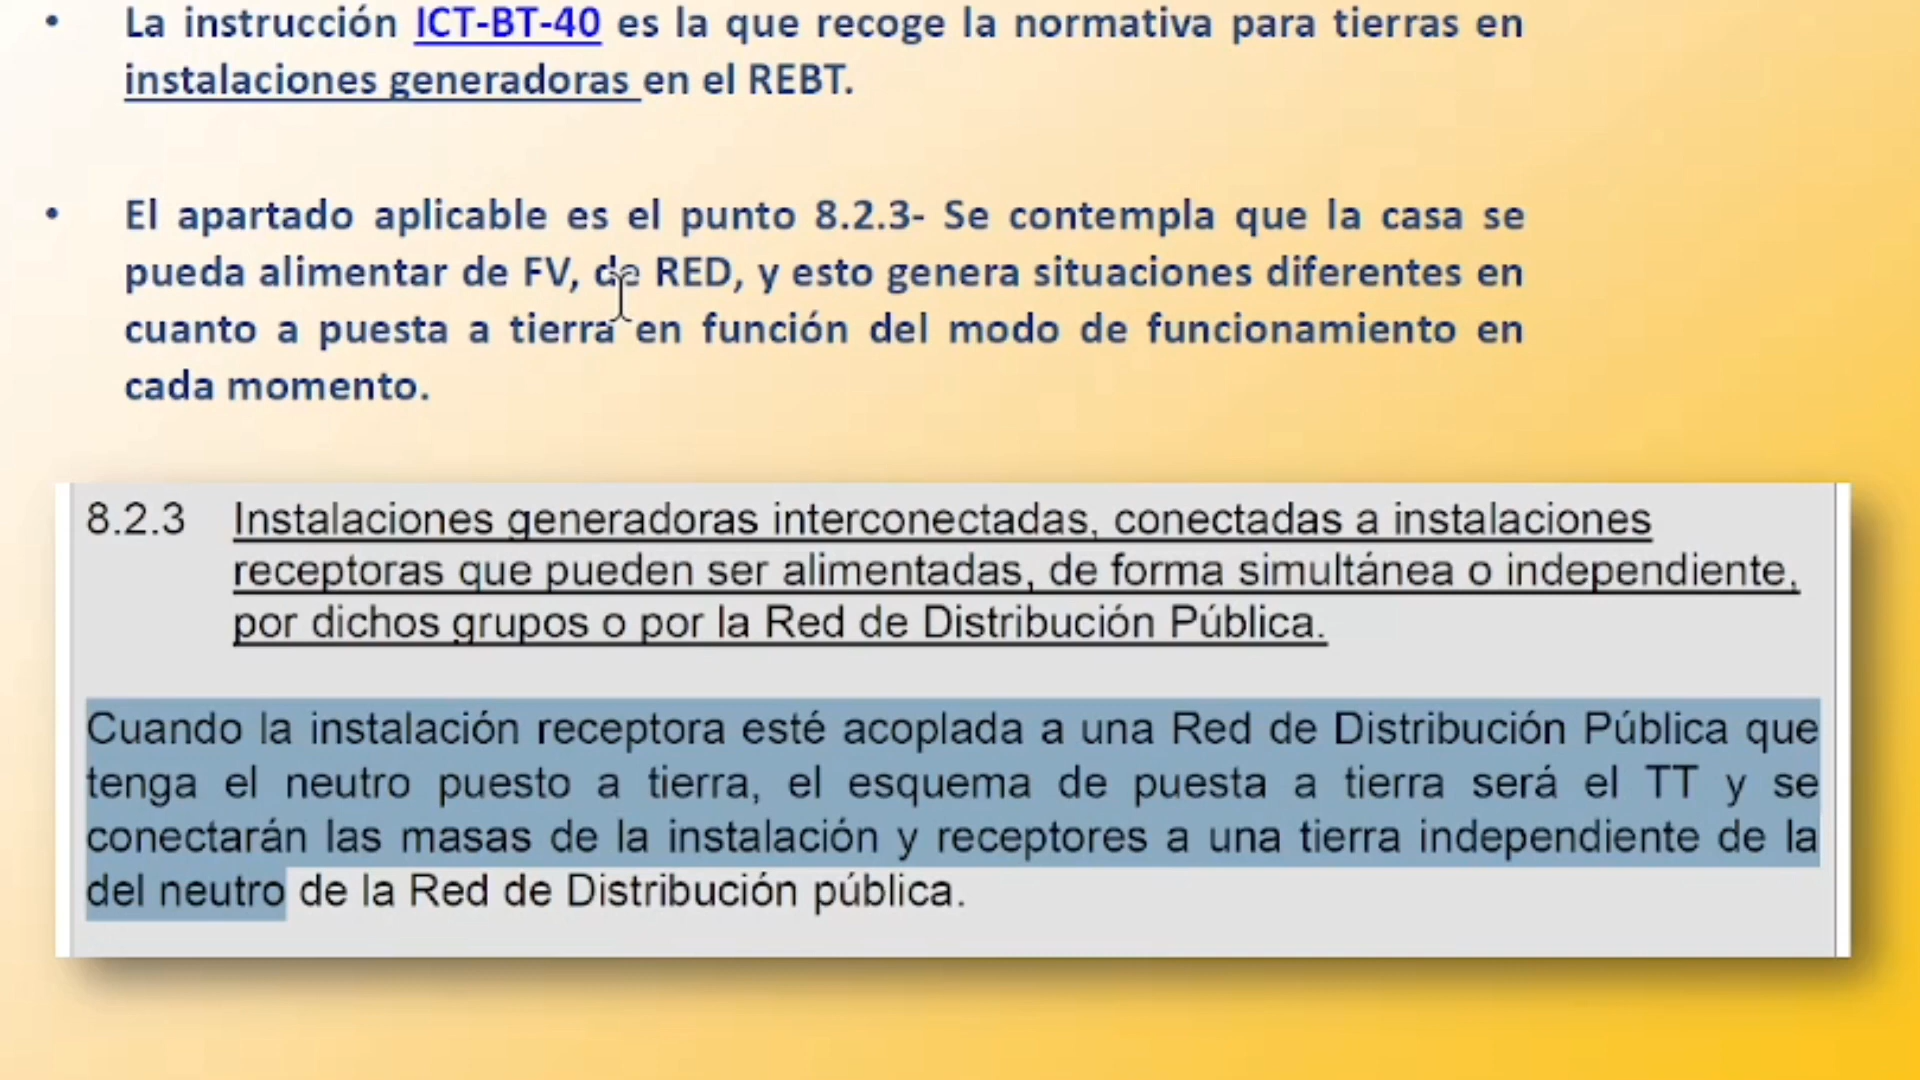 • La instrucción ICT-BT-40 es la que recoge la normativa para tierras en
instalaciones generadoras en el REBT.
• El apartado aplicable es el punto 8.2.3- Se contempla que la casa se
pueda alimentar de FV, de RED, y esto genera situaciones diferentes en
cuanto a puesta a tierra en función del modo de funcionamiento en
cada momento.
8.2.3 Instalaciones generadoras interconectadas, conectadas a instalaciones
receptoras que pueden ser alimentadas, de forma simultánea o independiente,
por dichos grupos o por la Red de Distribución Pública.
Cuando la instalación receptora esté acoplada a una Red de Distribución Pública que
tenga el neutro puesto a tierra, el esquema de puesta a tierra será el TT y se
conectarán las masas de la instalación y receptores a una tierra independiente de la
del neutro de la Red de Distribución pública.